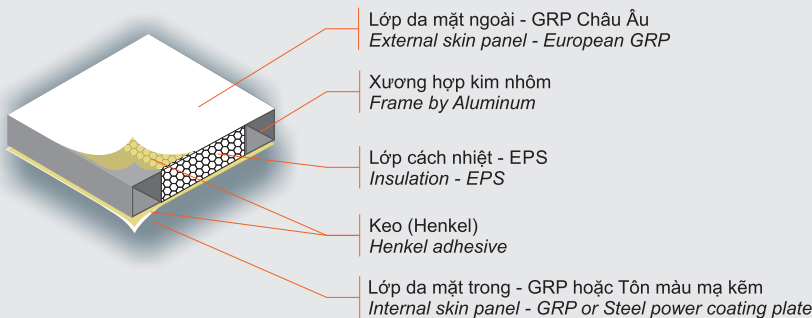 Lớp da mặt ngoài - GRP Châu Âu
External skin panel - European GRP
Xương hợp kim nhôm
Frame by Aluminum
Lớp cách nhiệt - EPS
Insulation - EPS
Keo (Henkel)
Henkel adhesive
Lớp da mặt trong - GRP hoặc Tôn màu mạ kẽm
Internal skin panel - GRP or Steel power coating plate